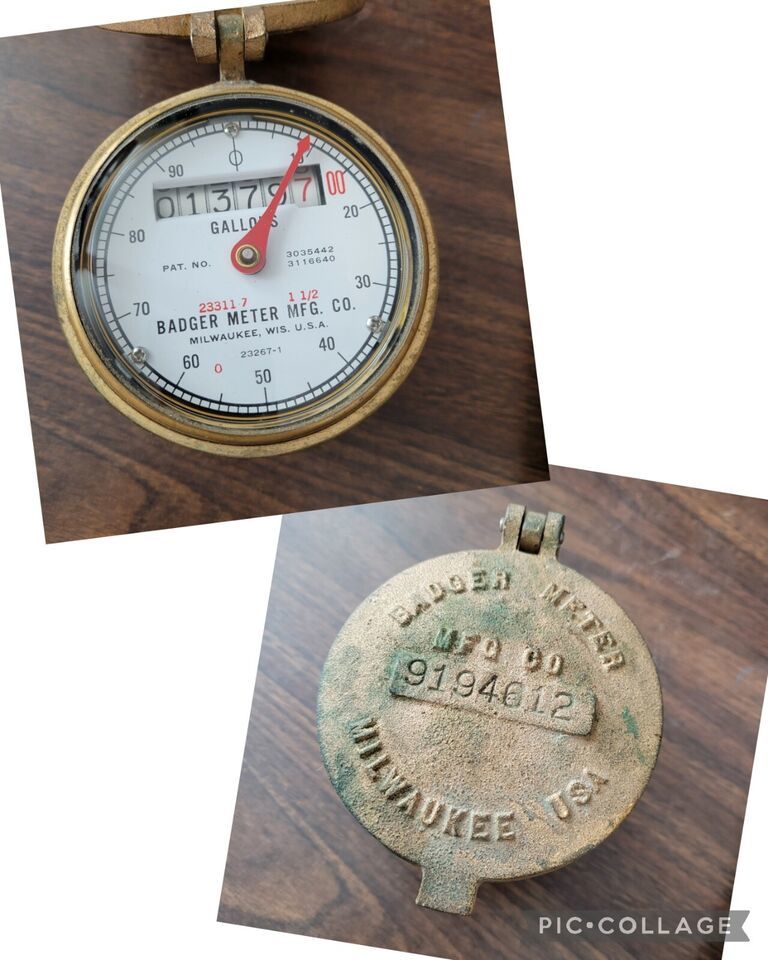 0
10
20
30
40
50
60
70
80
90
01379 7 00
GALLONS
PAT. NO. 3035442
3116640
23311 7 1 1/2
BADGER METER MFG. CO.
MILWAUKEE, WIS. U.S.A.
23267-1
0
BADGER METER
MFG CO
9194612
MILWAUKEE USA
PIC•COLLAGE